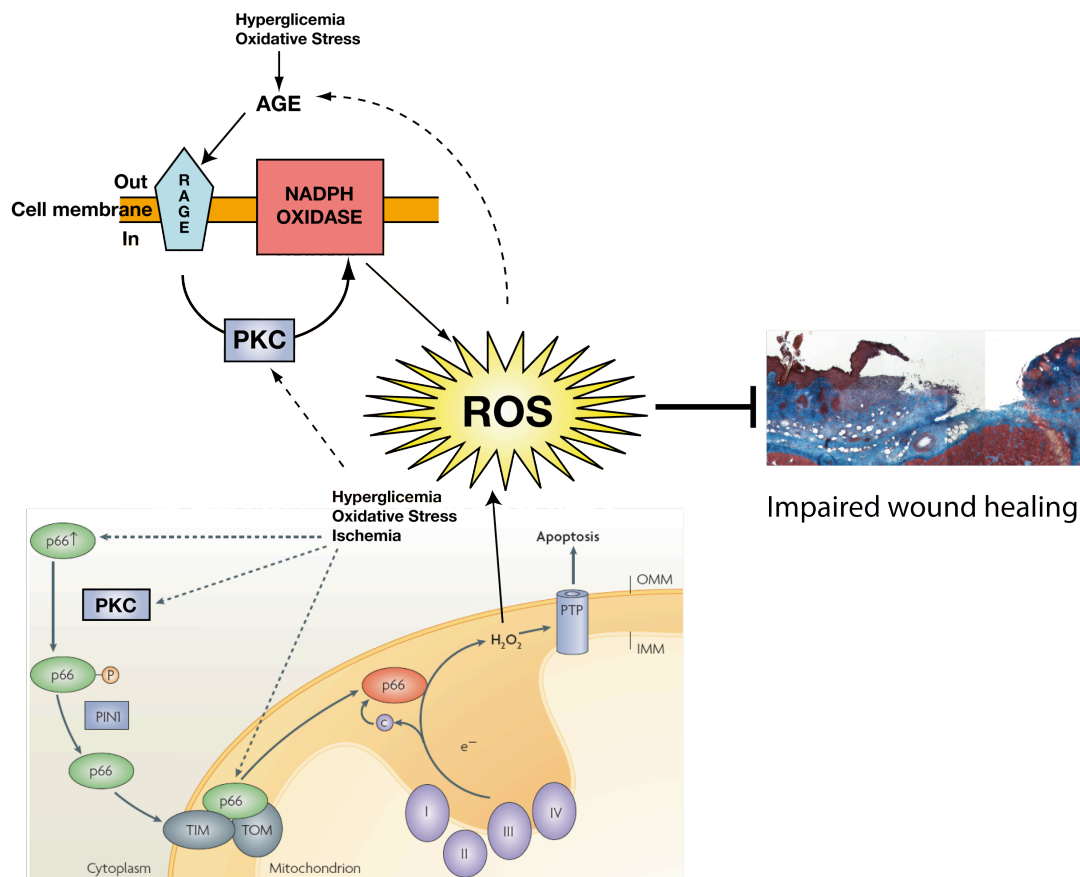 Hyperglicemia
Oxidative Stress
AGE
Out
Cell membrane
In
RAGE
NADPH
OXIDASE
PKC
ROS
Impaired wound healing
Hyperglicemia
Oxidative Stress
Ischemia
p66↑
PKC
p66
P
PIN1
p66
p66
TIM
TOM
Cytoplasm
Mitochondrion
p66
c
e⁻
I
II
III
IV
H₂O₂
Apoptosis
PTP
OMM
IMM